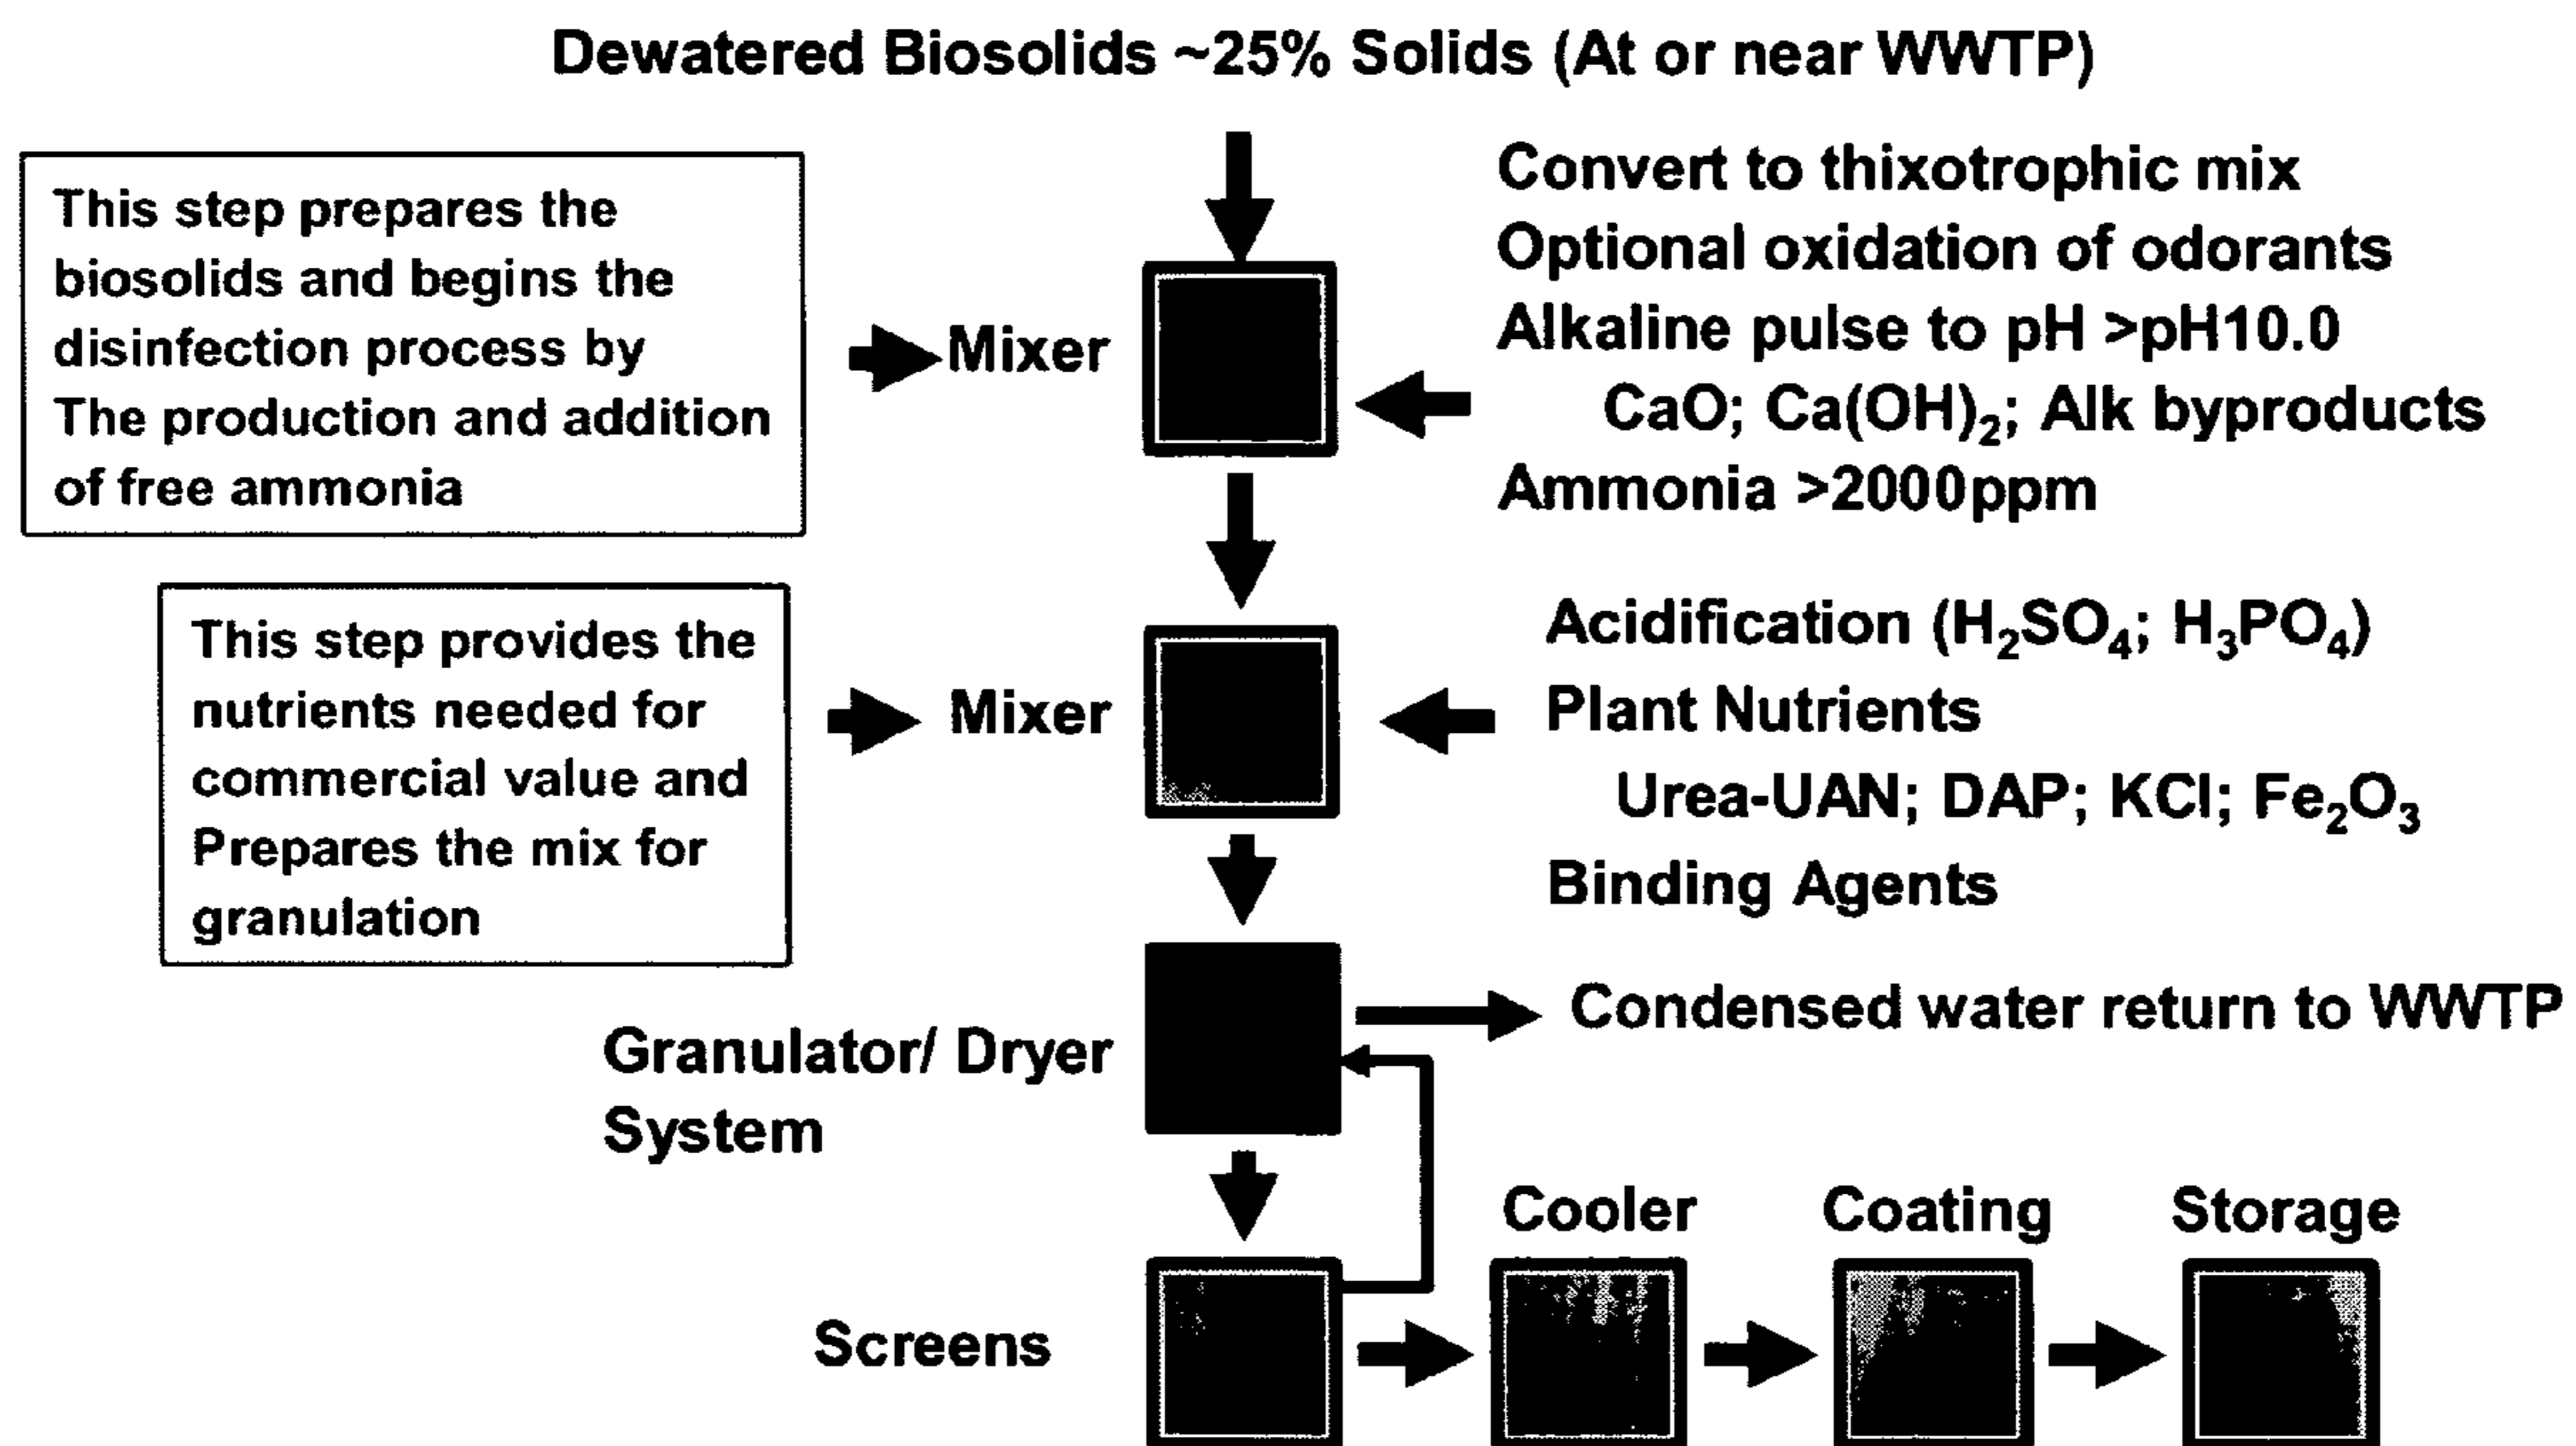 Dewatered Biosolids ~25% Solids (At or near WWTP)
This step prepares the
biosolids and begins the
disinfection process by
The production and addition
of free ammonia
Mixer
Convert to thixotrophic mix
Optional oxidation of odorants
Alkaline pulse to pH >pH10.0
CaO; Ca(OH)₂; Alk byproducts
Ammonia >2000ppm
This step provides the
nutrients needed for
commercial value and
Prepares the mix for
granulation
Mixer
Acidification (H₂SO₄; H₃PO₄)
Plant Nutrients
Urea-UAN; DAP; KCl; Fe₂O₃
Binding Agents
Granulator/ Dryer
System
Condensed water return to WWTP
Screens
Cooler
Coating
Storage